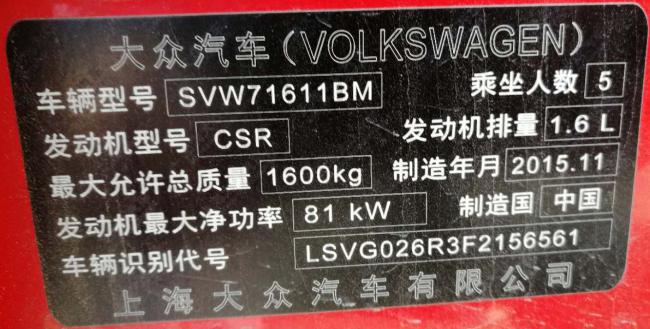 大众汽车(VOLKSWAGEN)
车辆型号 SVW71611BM 乘坐人数 5
发动机型号 CSR 发动机排量 1.6 L
最大允许总质量 1600kg 制造年月 2015.11
发动机最大净功率 81 kW 制造国 中国
车辆识别代号 LSVG026R3F2156561
上海大众汽车有限公司